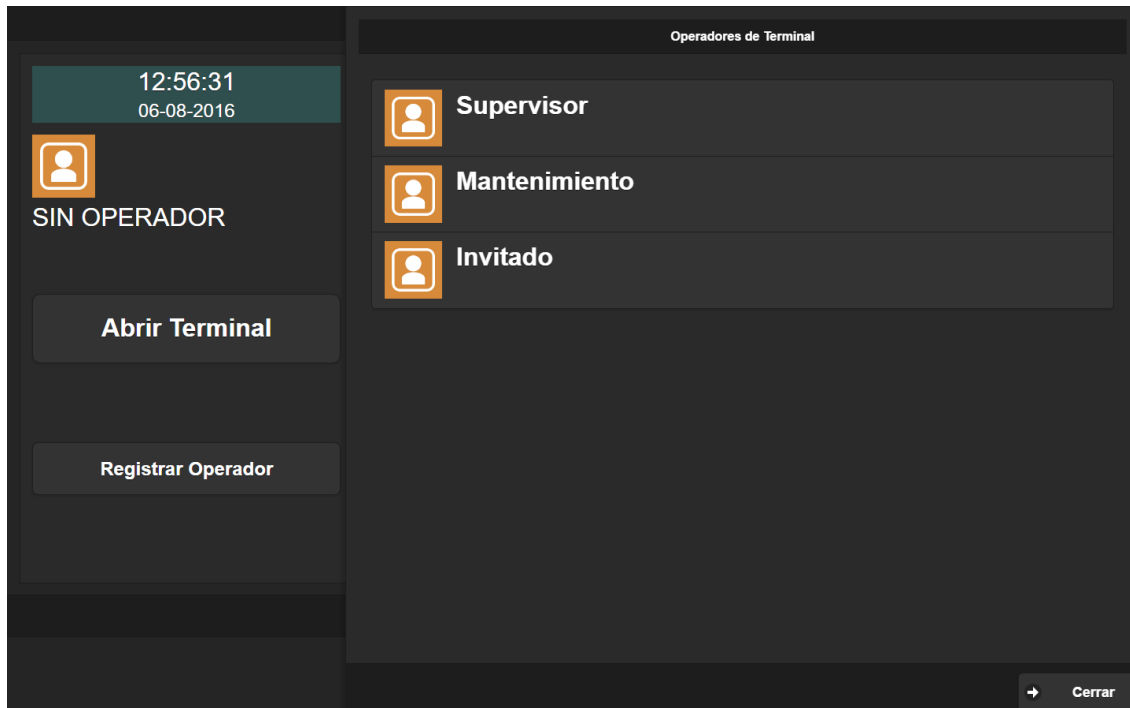 12:56:31
06-08-2016
SIN OPERADOR
Abrir Terminal
Registrar Operador
Operadores de Terminal
Supervisor
Mantenimiento
Invitado
Cerrar